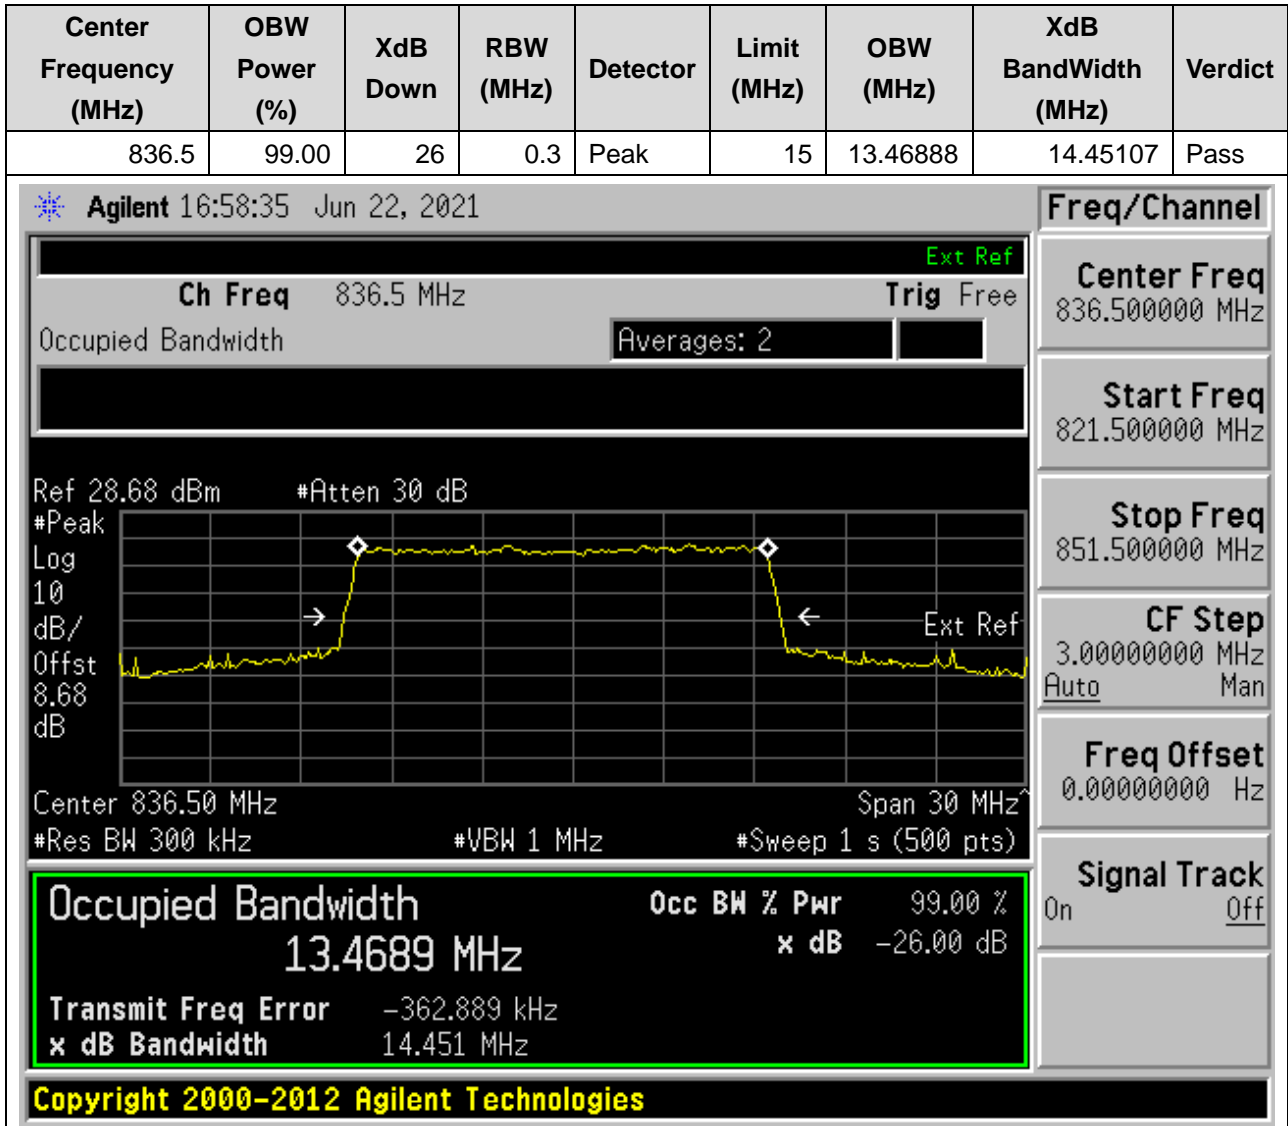 Center Frequency (MHz) OBW Power (%) XdB Down RBW (MHz) Detector Limit (MHz) OBW (MHz) XdB BandWidth (MHz) Verdict
836.5 99.00 26 0.3 Peak 15 13.46888 14.45107 Pass
Agilent 16:58:35 Jun 22, 2021
Ext Ref
Ch Freq 836.5 MHz Trig Free
Occupied Bandwidth Averages: 2
Ref 28.68 dBm #Atten 30 dB
#Peak
Log
10
dB/
Offst
8.68
dB
Ext Ref
Center 836.50 MHz Span 30 MHz^
#Res BW 300 kHz #VBW 1 MHz #Sweep 1 s (500 pts)
Occupied Bandwidth Occ BW % Pwr 99.00 %
13.4689 MHz x dB -26.00 dB
Transmit Freq Error -362.889 kHz
x dB Bandwidth 14.451 MHz
Copyright 2000-2012 Agilent Technologies
Freq/Channel
Center Freq
836.500000 MHz
Start Freq
821.500000 MHz
Stop Freq
851.500000 MHz
CF Step
3.00000000 MHz
Auto Man
Freq Offset
0.00000000 Hz
Signal Track
On Off